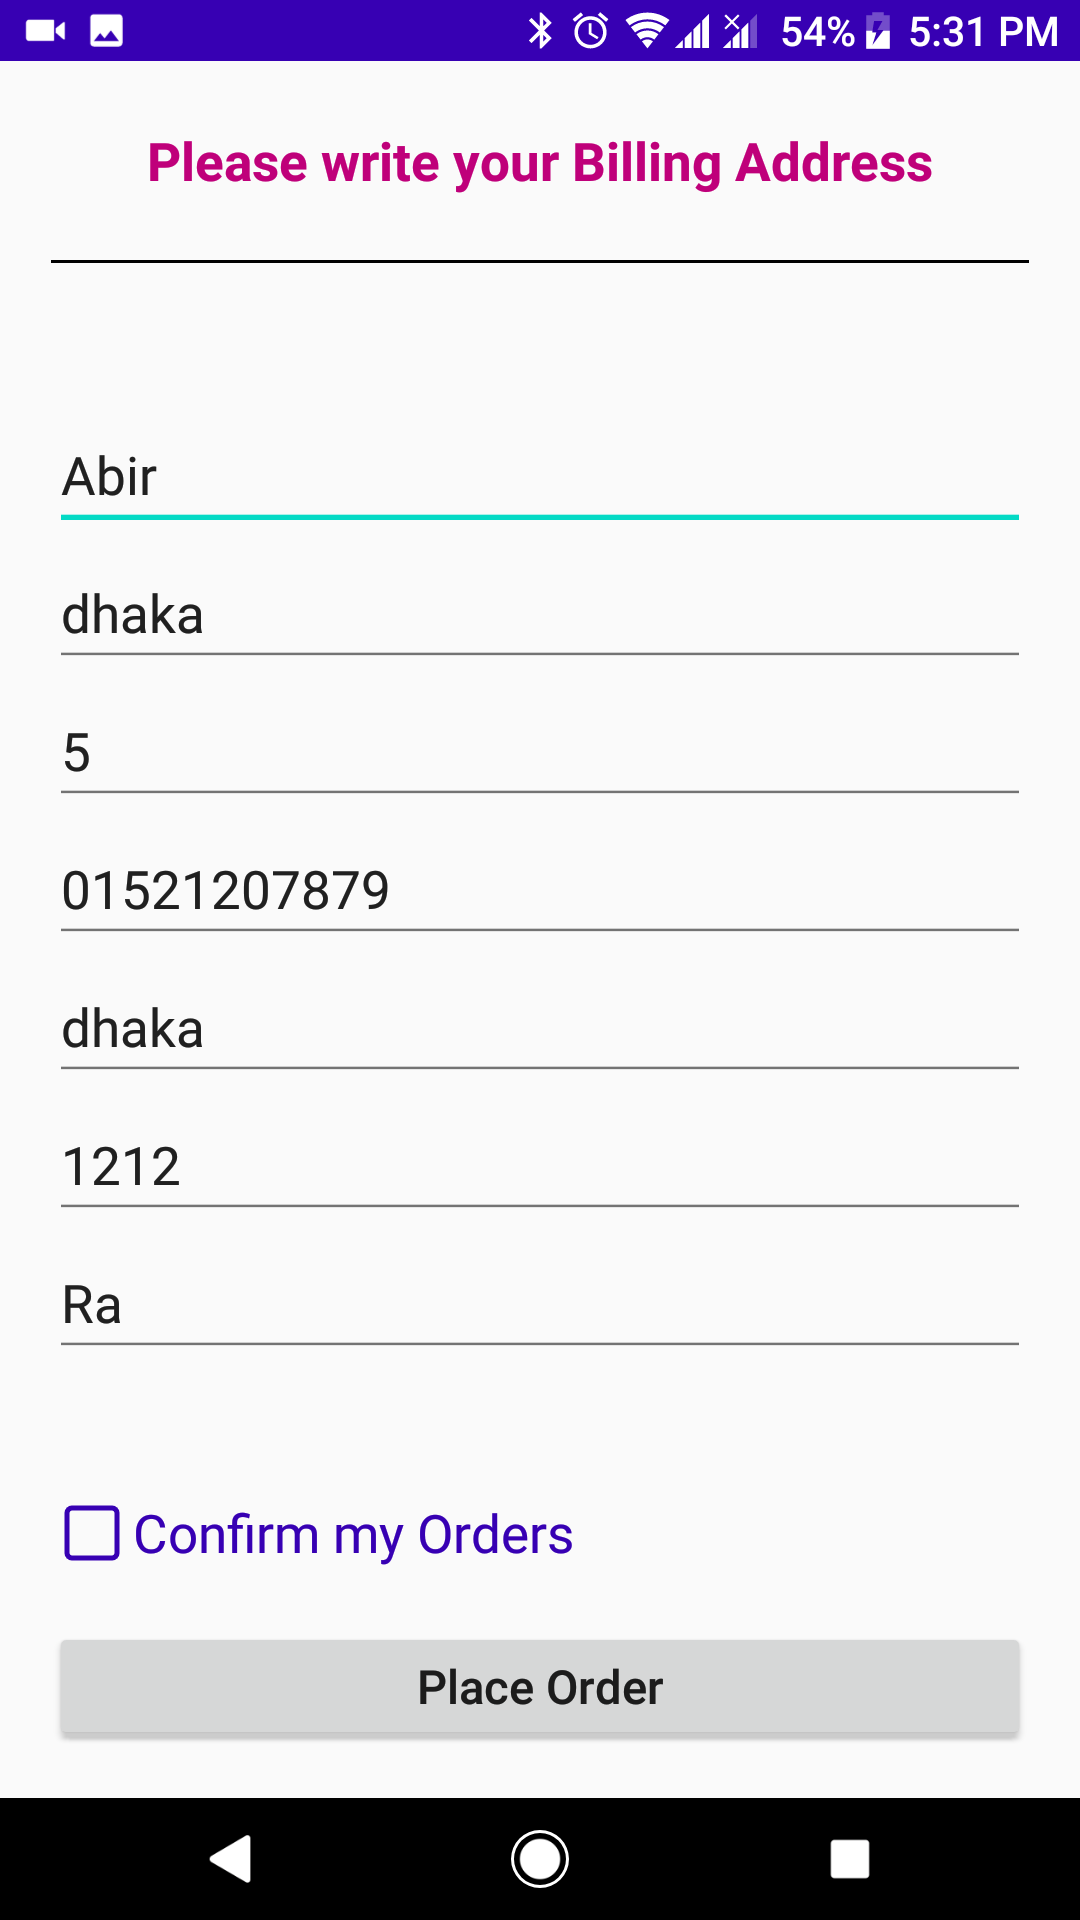 54% 5:31 PM
Please write your Billing Address
Abir
dhaka
5
01521207879
dhaka
1212
Ra
Confirm my Orders
Place Order